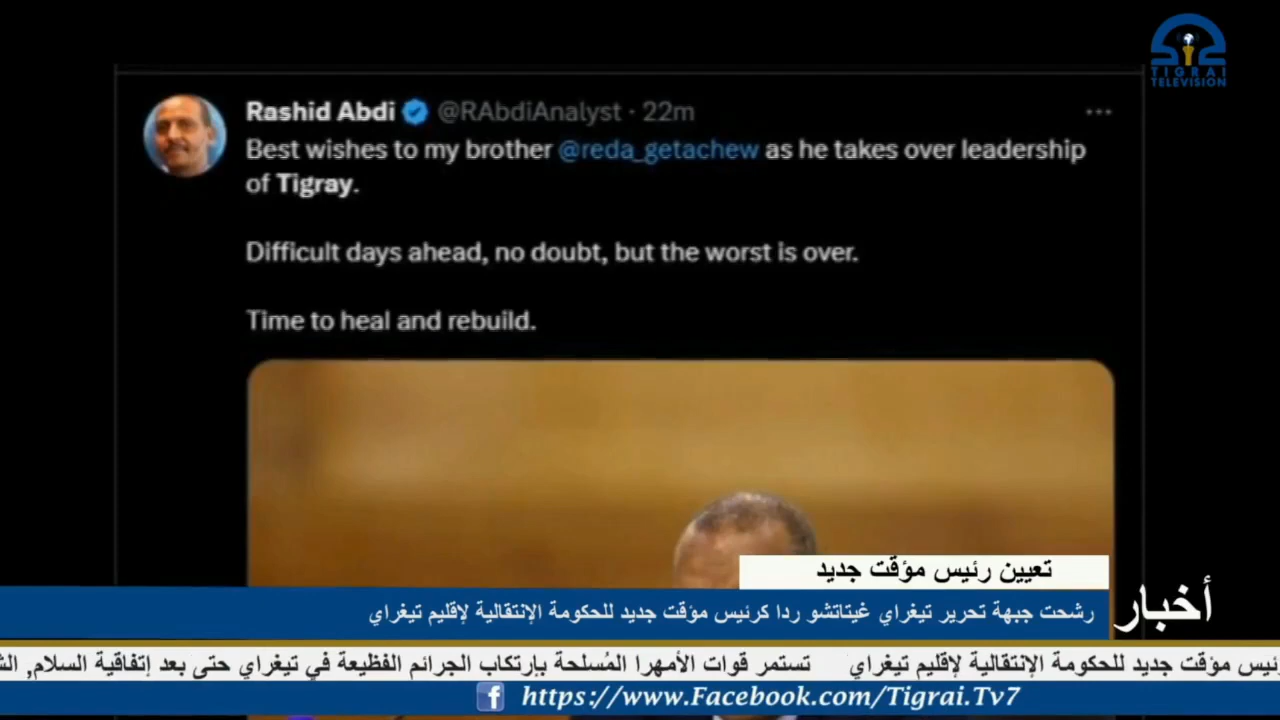 TIGRAI
TELEVISION
Rashid Abdi @RAbdiAnalyst · 22m
Best wishes to my brother @reda_getachew as he takes over leadership
of Tigray.
Difficult days ahead, no doubt, but the worst is over.
Time to heal and rebuild.
تعيين رئيس مؤقت جديد
أخبار
رشحت جبهة تحرير تيغراي غيتاتشو ردا كرئيس مؤقت جديد للحكومة الإنتقالية لإقليم تيغراي
مؤقت جديد للحكومة الإنتقالية لإقليم تيغراي تستمر قوات الأمهرا المُسلحة بإرتكاب الجرائم الفظيعة في تيغراي حتى بعد إتفاقية السلام,
https://www.Facebook.com/Tigrai.Tv7